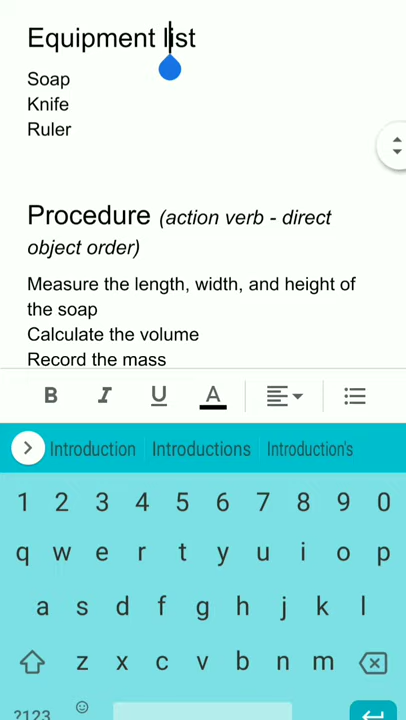 Equipment list
Soap
Knife
Ruler
Procedure (action verb - direct
object order)
Measure the length, width, and height of
the soap
Calculate the volume
Record the mass
B I U A
Introduction Introductions Introduction's
1 2 3 4 5 6 7 8 9 0
q w e r t y u i o p
a s d f g h j k l
z x c v b n m
?123